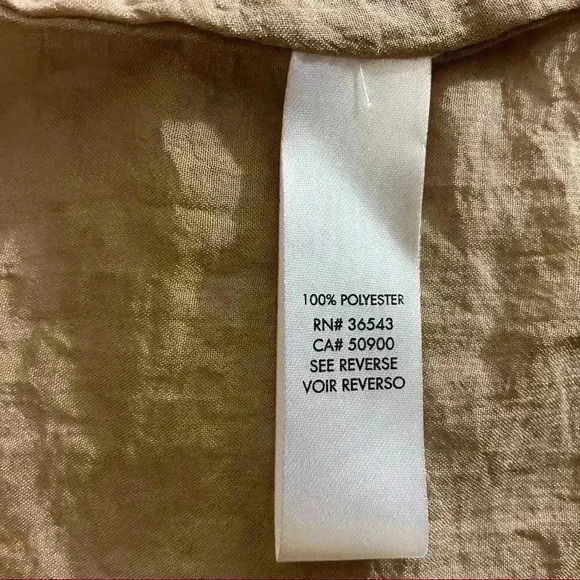 100% POLYESTER
RN# 36543
CA# 50900
SEE REVERSE
VOIR REVERSO